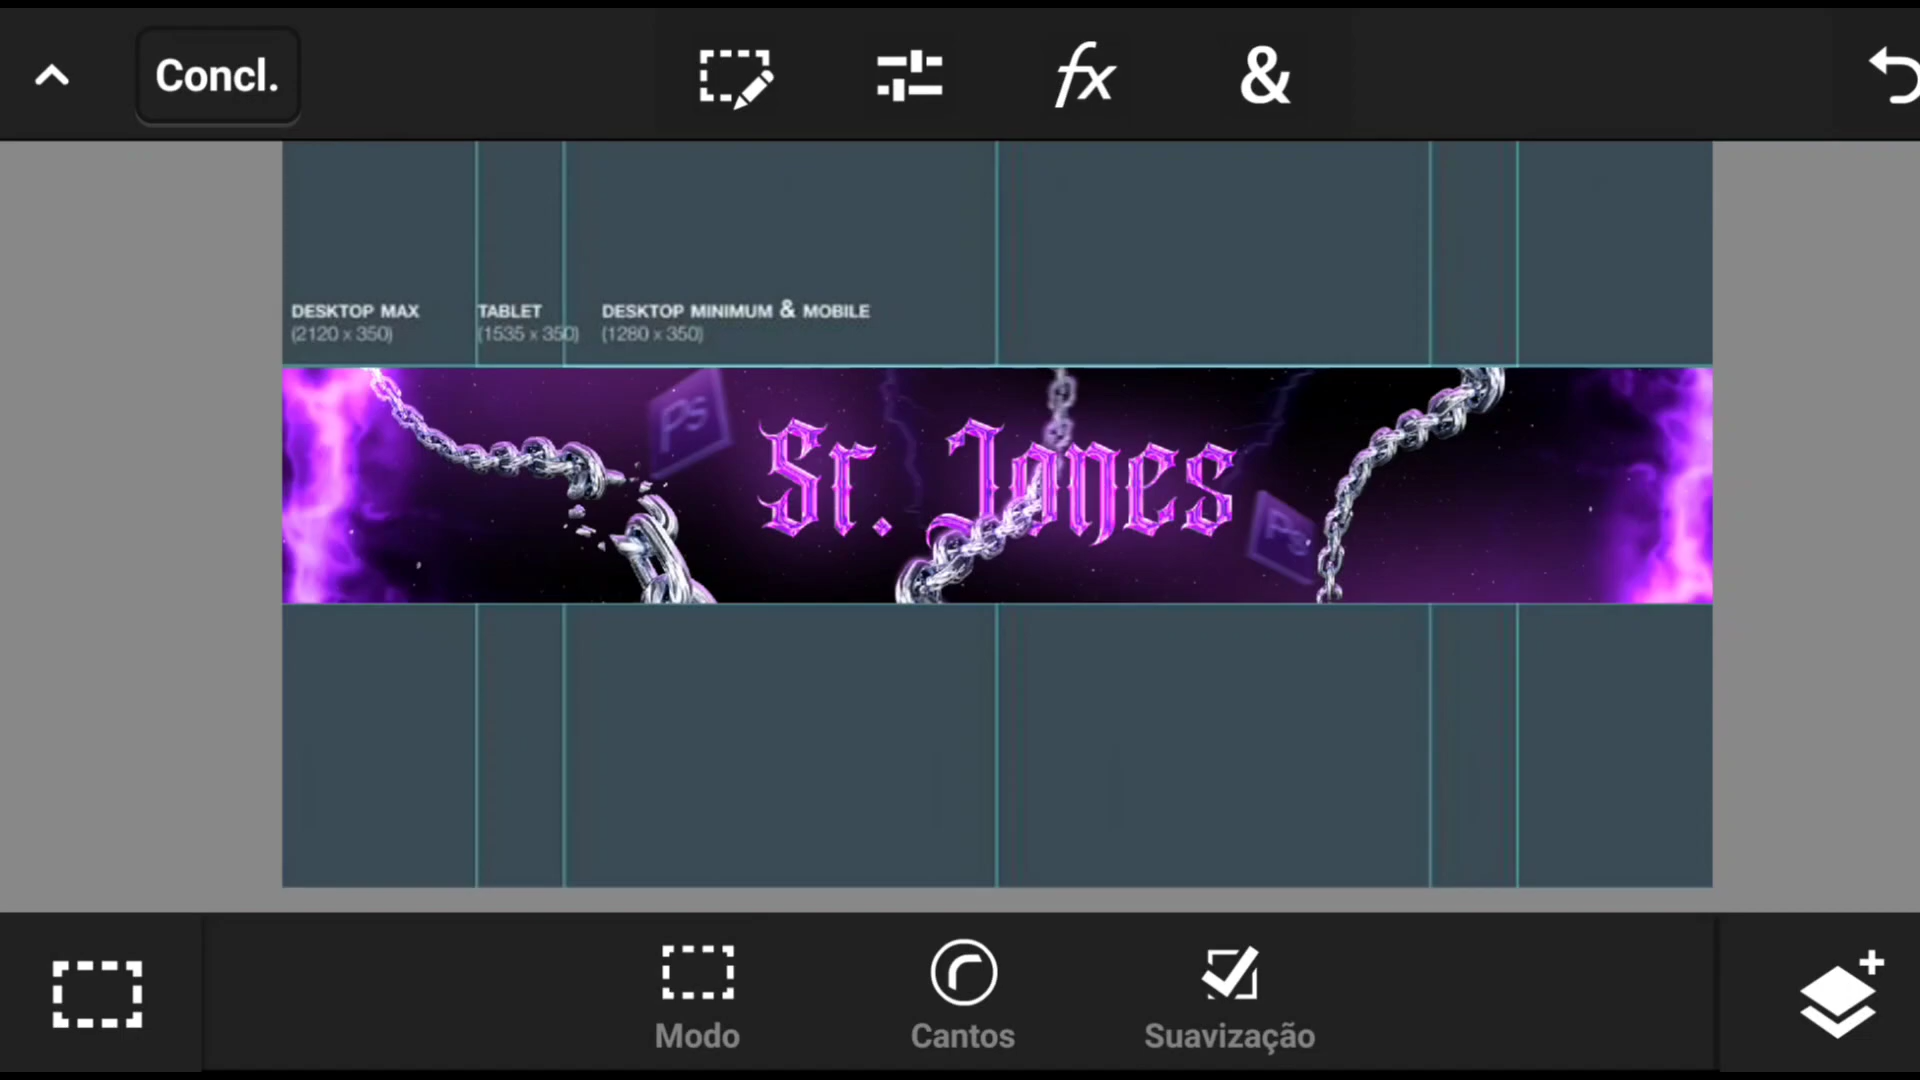 Concl.
fx
&
DESKTOP MAX
(2120 x 350)
TABLET
(1535 x 350)
DESKTOP MINIMUM & MOBILE
(1280 x 350)
Ps
Sr. Jones
Ps
Modo
Cantos
Suavização